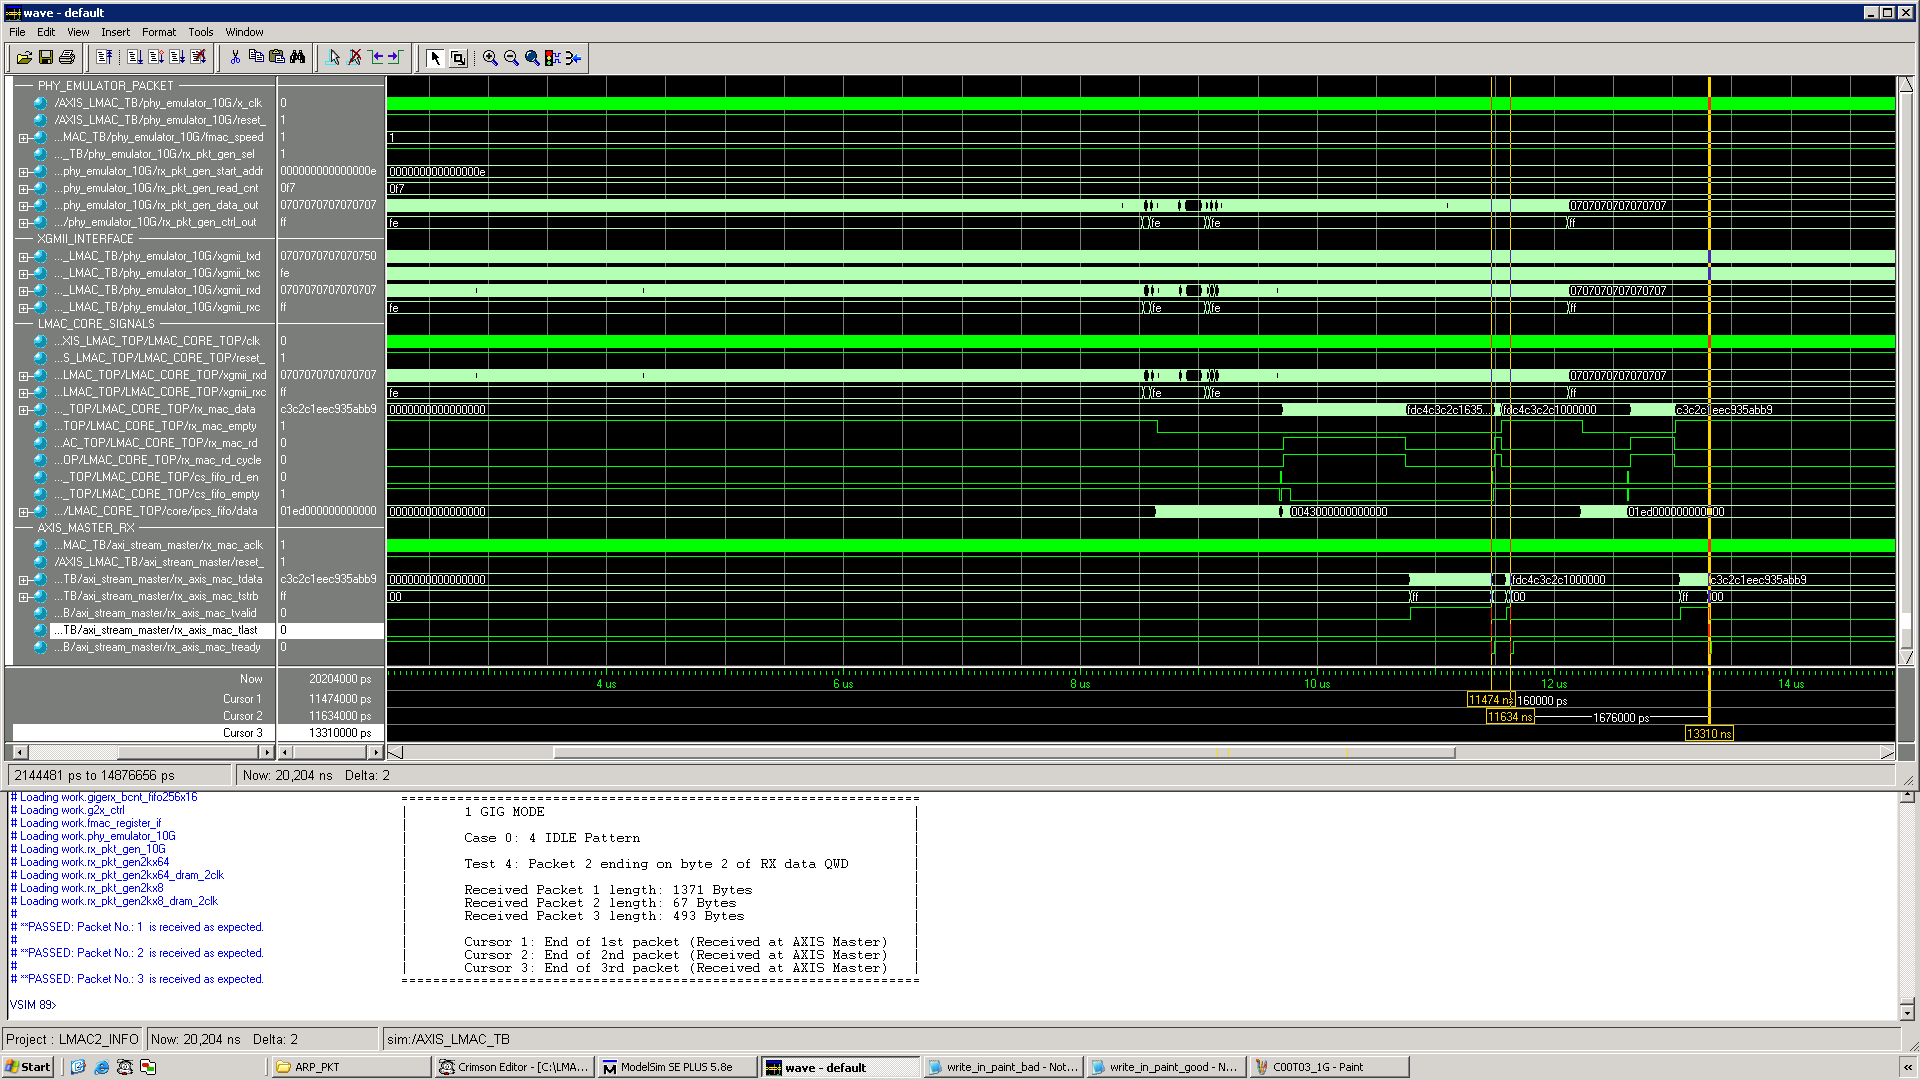 wave - default
File Edit View Insert Format Tools Window
PHY_EMULATOR_PACKET
/AXIS_LMAC_TB/phy_emulator_10G/x_clk 0
/AXIS_LMAC_TB/phy_emulator_10G/reset_ 1
...MAC_TB/phy_emulator_10G/fmac_speed 1 1
..._TB/phy_emulator_10G/rx_pkt_gen_sel 1
...phy_emulator_10G/rx_pkt_gen_start_addr 000000000000000e 000000000000000e
...phy_emulator_10G/rx_pkt_gen_read_cnt 0f7 0f7
...phy_emulator_10G/rx_pkt_gen_data_out 0707070707070707 0707070707070707
.../phy_emulator_10G/rx_pkt_gen_ctrl_out ff fe fe fe ff
XGMII_INTERFACE
..._LMAC_TB/phy_emulator_10G/xgmii_txd 0707070707070750
..._LMAC_TB/phy_emulator_10G/xgmii_txc fe
..._LMAC_TB/phy_emulator_10G/xgmii_rxd 0707070707070707 0707070707070707
..._LMAC_TB/phy_emulator_10G/xgmii_rxc ff fe fe fe ff
LMAC_CORE_SIGNALS
...XIS_LMAC_TOP/LMAC_CORE_TOP/clk 0
...S_LMAC_TOP/LMAC_CORE_TOP/reset_ 1
...LMAC_TOP/LMAC_CORE_TOP/xgmii_rxd 0707070707070707 0707070707070707
...LMAC_TOP/LMAC_CORE_TOP/xgmii_rxc ff fe fe fe ff
..._TOP/LMAC_CORE_TOP/rx_mac_data c3c2c1eec935abb9 0000000000000000 fdc4c3c2c1635... fdc4c3c2c1000000 c3c2c1eec935abb9
...TOP/LMAC_CORE_TOP/rx_mac_empty 1
...AC_TOP/LMAC_CORE_TOP/rx_mac_rd 0
...OP/LMAC_CORE_TOP/rx_mac_rd_cycle 0
..._TOP/LMAC_CORE_TOP/cs_fifo_rd_en 0
..._TOP/LMAC_CORE_TOP/cs_fifo_empty 1
.../LMAC_CORE_TOP/core/ipcs_fifo/data 01ed000000000000 0000000000000000 0043000000000000 01ed000000000000
AXIS_MASTER_RX
...MAC_TB/axi_stream_master/rx_mac_aclk 1
/AXIS_LMAC_TB/axi_stream_master/reset_ 1
...TB/axi_stream_master/rx_axis_mac_tdata c3c2c1eec935abb9 0000000000000000 fdc4c3c2c1000000 c3c2c1eec935abb9
...TB/axi_stream_master/rx_axis_mac_tstrb ff 00 ff 00 ff 00
...B/axi_stream_master/rx_axis_mac_tvalid 0
...TB/axi_stream_master/rx_axis_mac_tlast 0
...B/axi_stream_master/rx_axis_mac_tready 0
Now 20204000 ps 4 us 6 us 8 us 10 us 12 us 14 us
Cursor 1 11474000 ps 11474 ns 160000 ps
Cursor 2 11634000 ps 11634 ns 1676000 ps
Cursor 3 13310000 ps 13310 ns
2144481 ps to 14876656 ps Now: 20,204 ns Delta: 2
# Loading work.gigerx_bcnt_fifo256x16
# Loading work.g2x_ctrl
# Loading work.fmac_register_if
# Loading work.phy_emulator_10G
# Loading work.rx_pkt_gen_10G
# Loading work.rx_pkt_gen2kx64
# Loading work.rx_pkt_gen2kx64_dram_2clk
# Loading work.rx_pkt_gen2kx8
# Loading work.rx_pkt_gen2kx8_dram_2clk
#
# **PASSED: Packet No.: 1 is received as expected.
#
# **PASSED: Packet No.: 2 is received as expected.
#
# **PASSED: Packet No.: 3 is received as expected.
VSIM 89>
1 GIG MODE
Case 0: 4 IDLE Pattern
Test 4: Packet 2 ending on byte 2 of RX data QWD
Received Packet 1 length: 1371 Bytes
Received Packet 2 length: 67 Bytes
Received Packet 3 length: 493 Bytes
Cursor 1: End of 1st packet (Received at AXIS Master)
Cursor 2: End of 2nd packet (Received at AXIS Master)
Cursor 3: End of 3rd packet (Received at AXIS Master)
Project : LMAC2_INFO Now: 20,204 ns Delta: 2 sim:/AXIS_LMAC_TB
Start ARP_PKT Crimson Editor - [C:\LMA... ModelSim SE PLUS 5.8e wave - default write_in_paint_bad - Not... write_in_paint_good - N... C00T03_1G - Paint